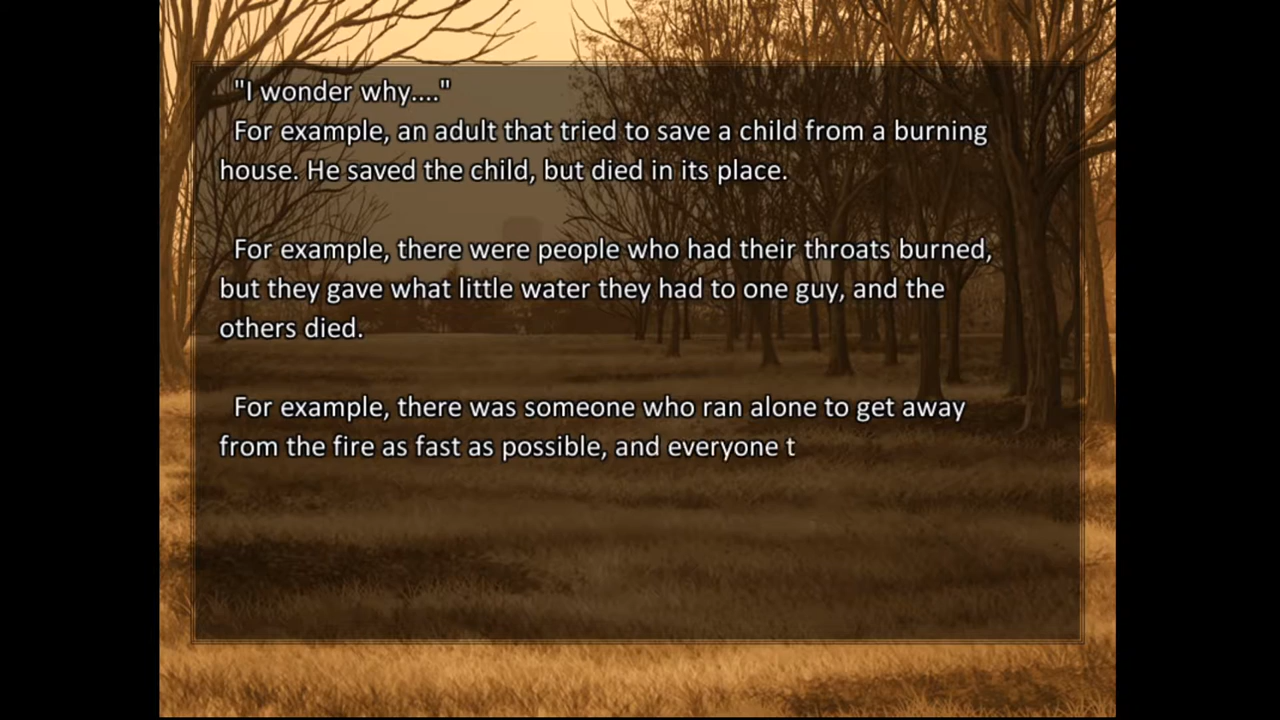 "I wonder why...."
For example, an adult that tried to save a child from a burning
house. He saved the child, but died in its place.
For example, there were people who had their throats burned,
but they gave what little water they had to one guy, and the
others died.
For example, there was someone who ran alone to get away
from the fire as fast as possible, and everyone t